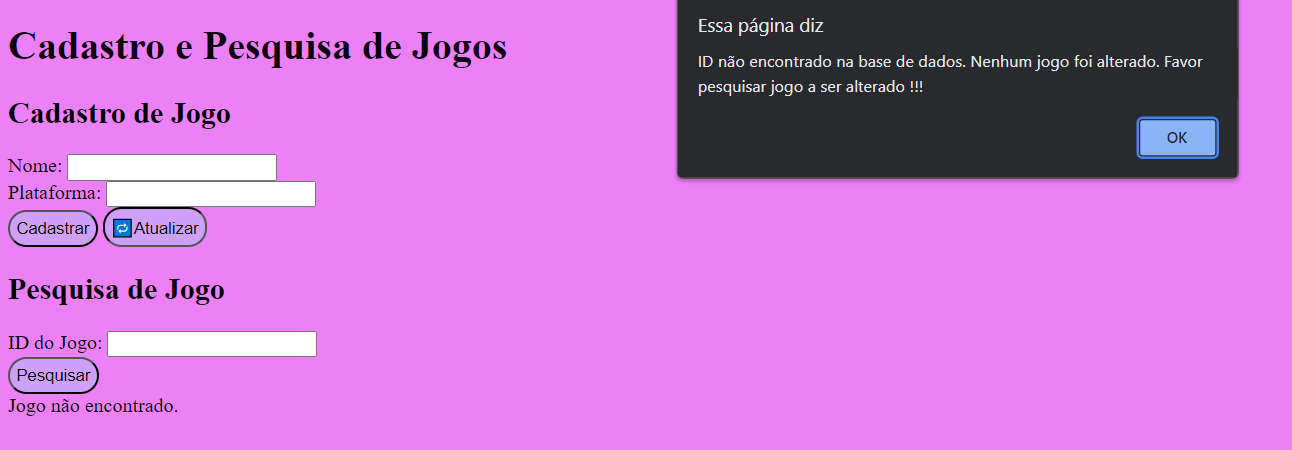 Cadastro e Pesquisa de Jogos
Cadastro de Jogo
Nome:
Plataforma:
Cadastrar Atualizar
Pesquisa de Jogo
ID do Jogo:
Pesquisar
Jogo não encontrado.
Essa página diz
ID não encontrado na base de dados. Nenhum jogo foi alterado. Favor
pesquisar jogo a ser alterado !!!
OK